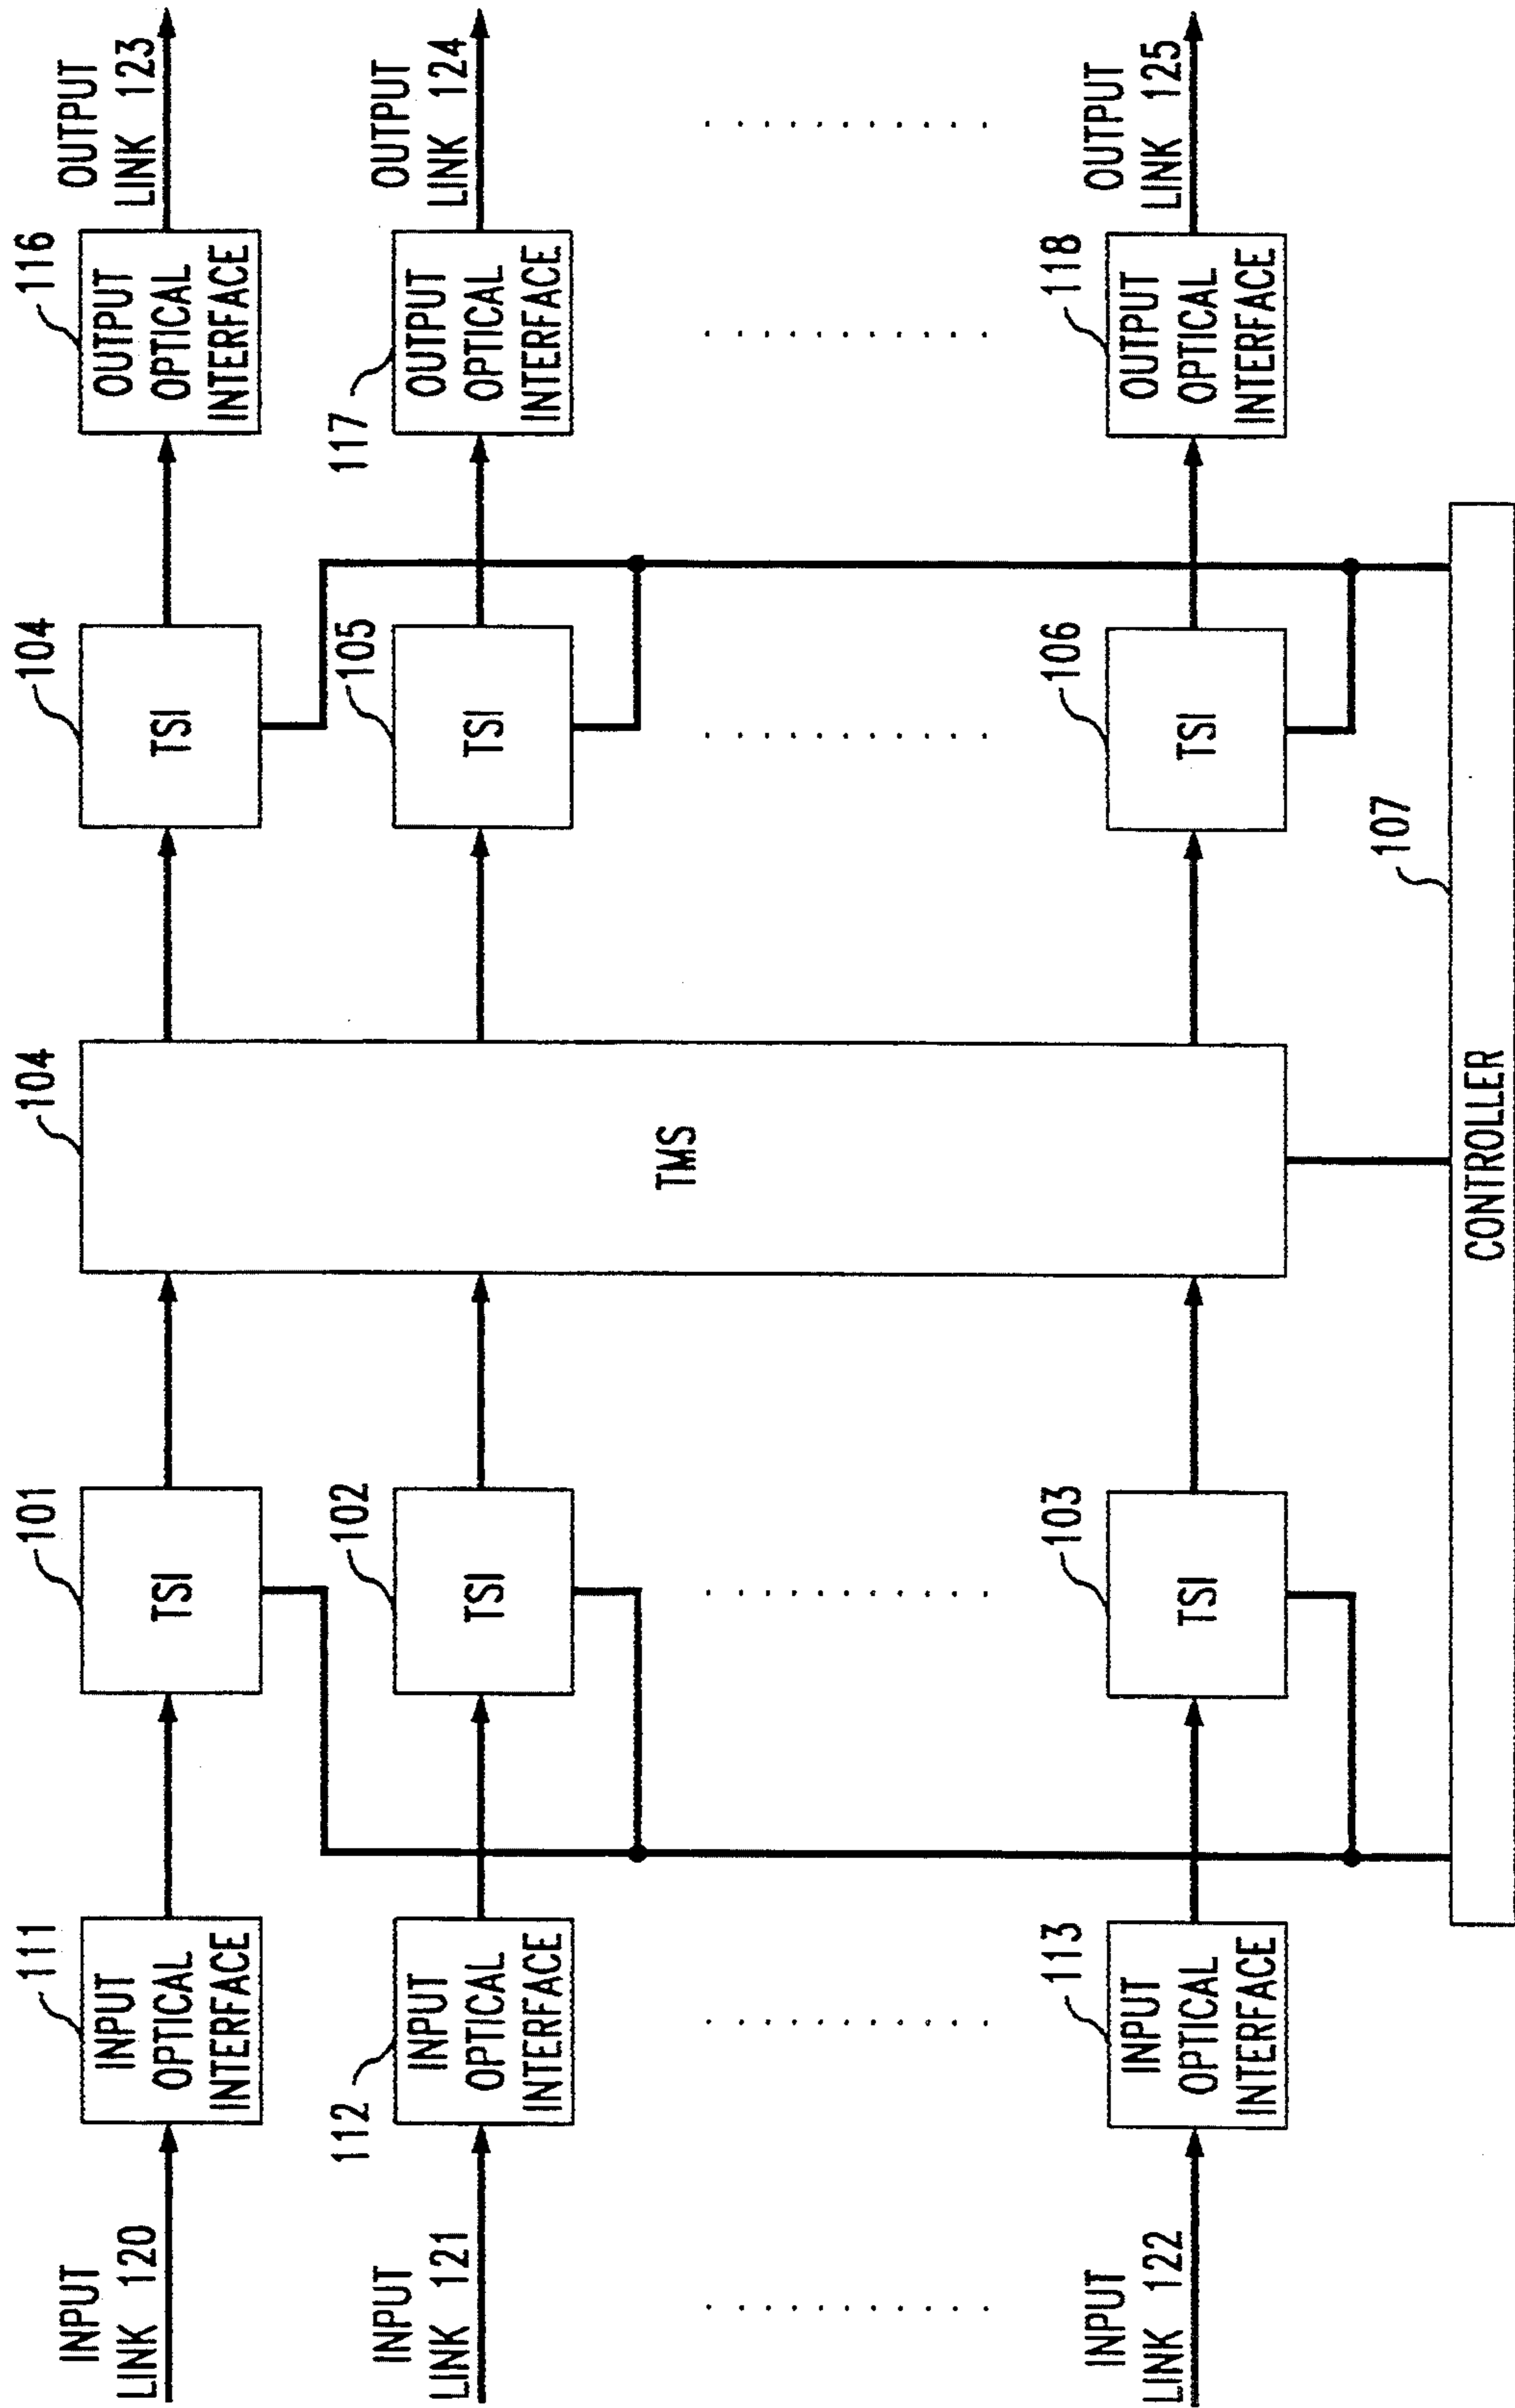 INPUT
LINK 120
111
INPUT
OPTICAL
INTERFACE
101
TSI
104
TMS
104
TSI
116
OUTPUT
OPTICAL
INTERFACE
OUTPUT
LINK 123
INPUT
LINK 121
112
INPUT
OPTICAL
INTERFACE
102
TSI
105
TSI
117
OUTPUT
OPTICAL
INTERFACE
OUTPUT
LINK 124
INPUT
LINK 122
113
INPUT
OPTICAL
INTERFACE
103
TSI
106
TSI
118
OUTPUT
OPTICAL
INTERFACE
OUTPUT
LINK 125
107
CONTROLLER